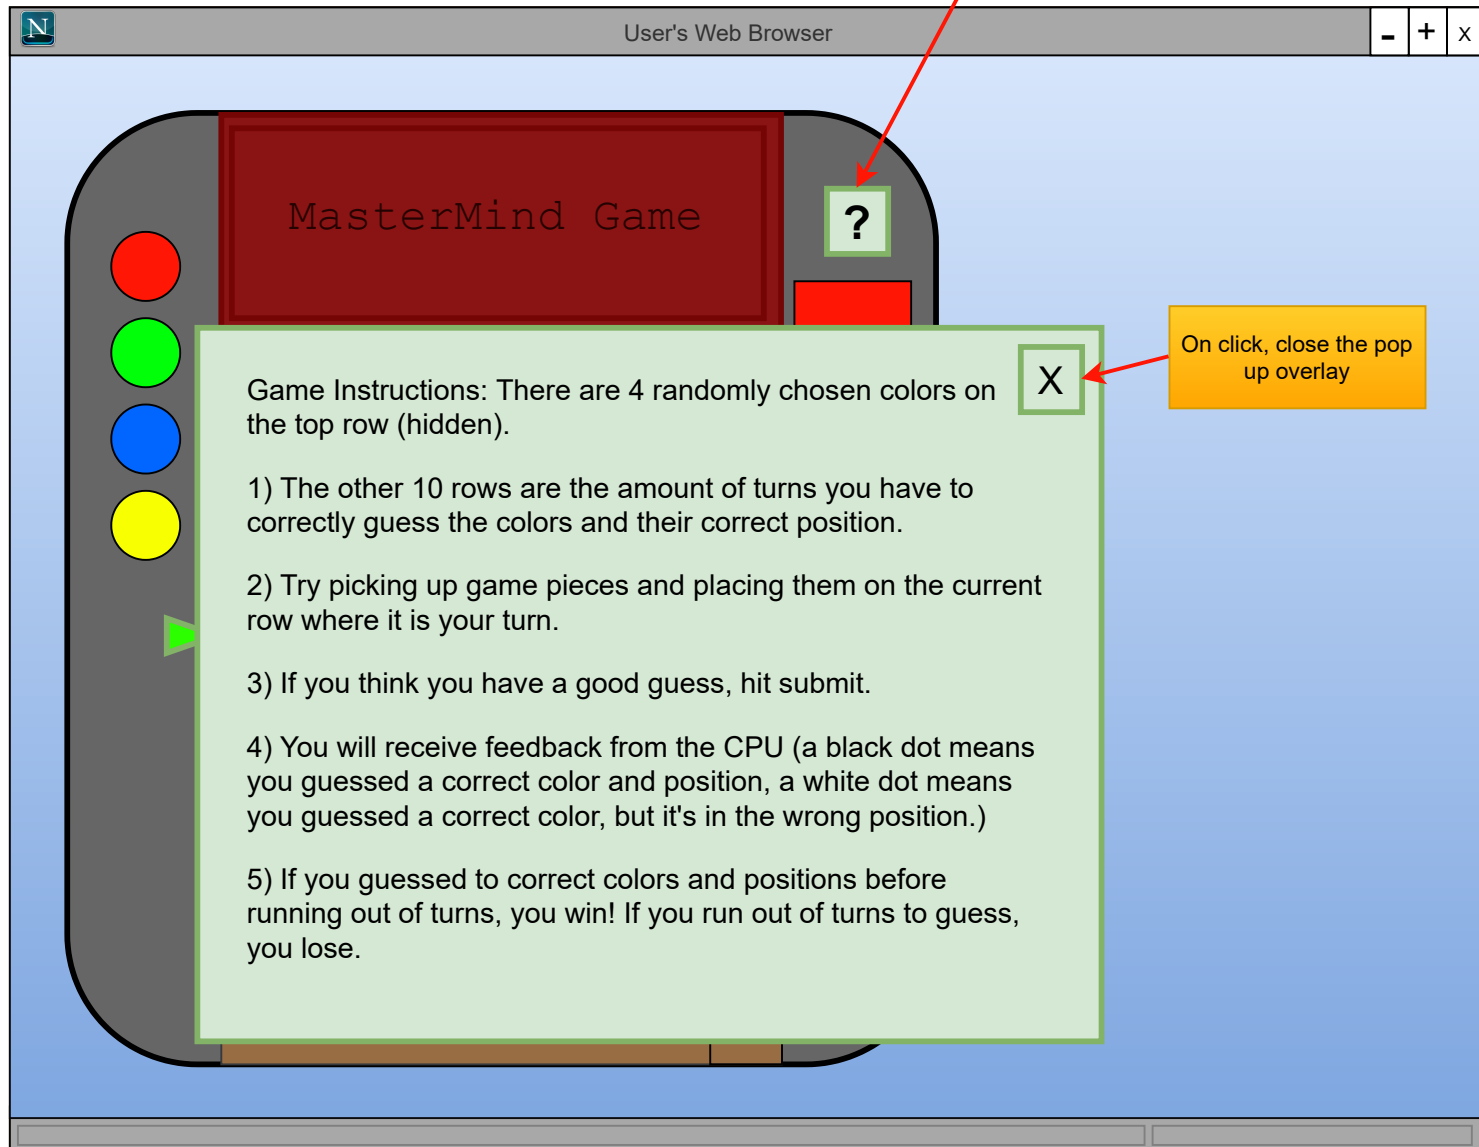 N
User's Web Browser
- + x
MasterMind Game
?
On click, close the pop
up overlay
X
Game Instructions: There are 4 randomly chosen colors on
the top row (hidden).
1) The other 10 rows are the amount of turns you have to
correctly guess the colors and their correct position.
2) Try picking up game pieces and placing them on the current
row where it is your turn.
3) If you think you have a good guess, hit submit.
4) You will receive feedback from the CPU (a black dot means
you guessed a correct color and position, a white dot means
you guessed a correct color, but it's in the wrong position.)
5) If you guessed to correct colors and positions before
running out of turns, you win! If you run out of turns to guess,
you lose.